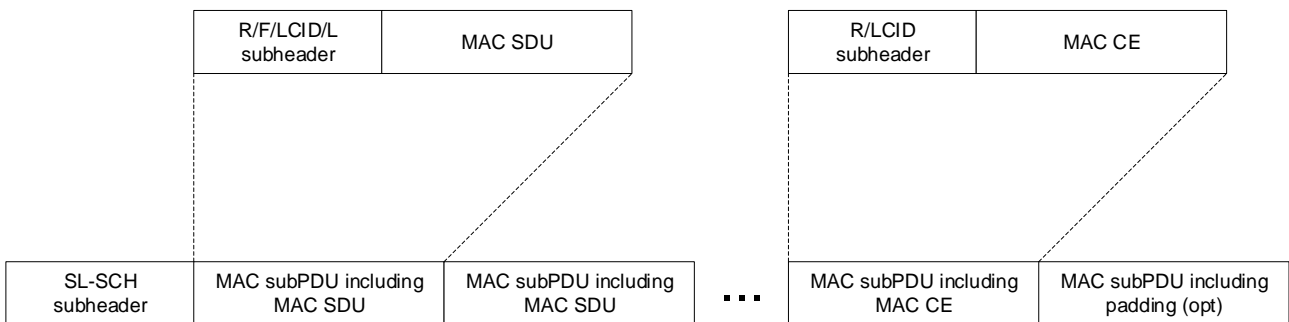 R/F/LCID/L
subheader
MAC SDU
R/LCID
subheader
MAC CE
SL-SCH
subheader
MAC subPDU including
MAC SDU
MAC subPDU including
MAC SDU
...
MAC subPDU including
MAC CE
MAC subPDU including
padding (opt)